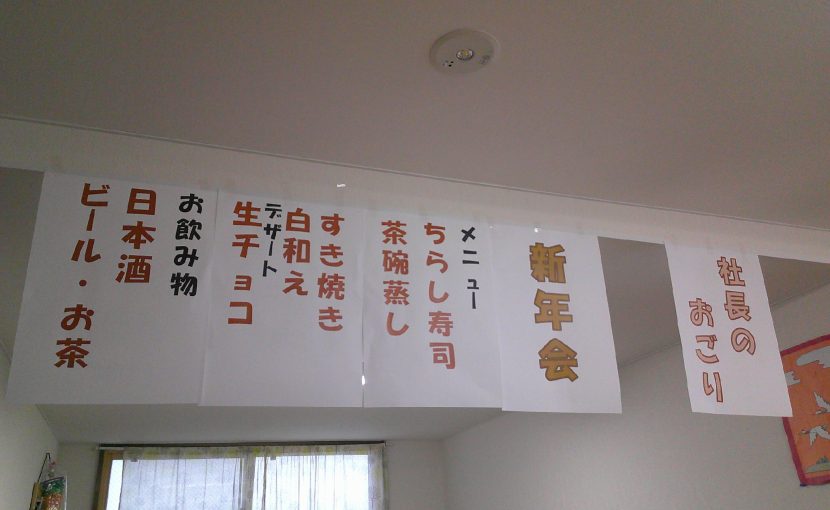 社長の
おごり
新年会
メニュー
ちらし寿司
茶碗蒸し
すき焼き
白和え
デザート
生チョコ
お飲み物
日本酒
ビール・お茶